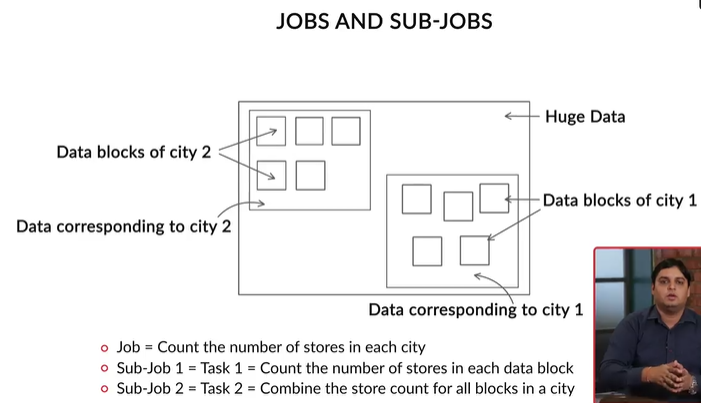 JOBS AND SUB-JOBS
Huge Data
Data blocks of city 2
Data blocks of city 1
Data corresponding to city 2
Data corresponding to city 1
Job = Count the number of stores in each city
Sub-Job 1 = Task 1 = Count the number of stores in each data block
Sub-Job 2 = Task 2 = Combine the store count for all blocks in a city